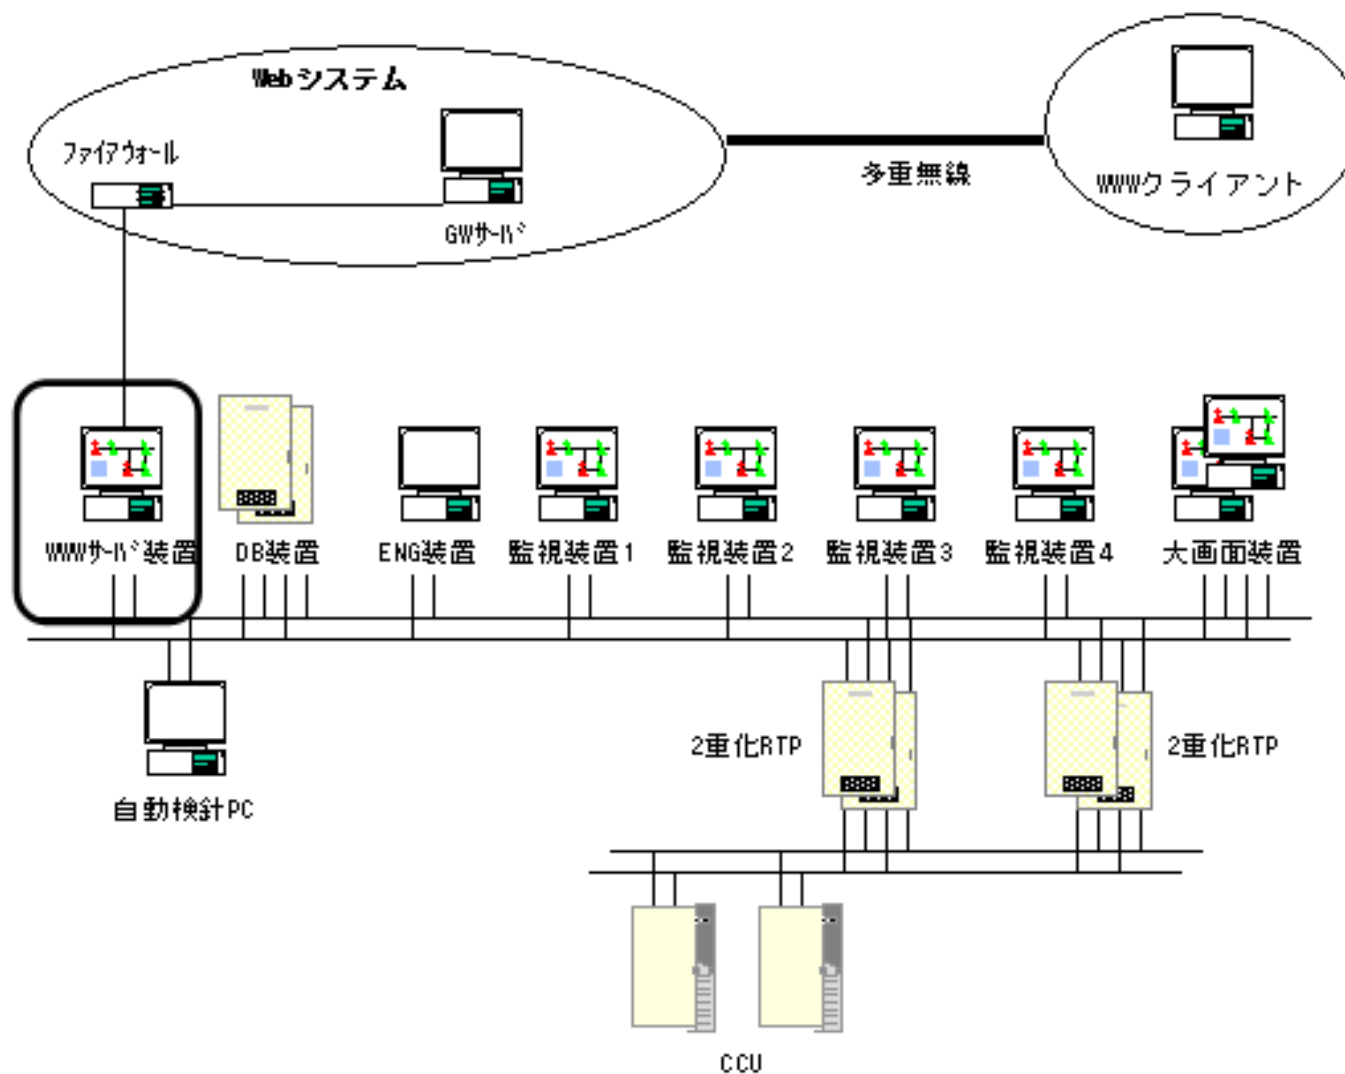 Webシステム
ファイアウォール
GWサーバ
多重無線
WWWクライアント
WWWサーバ装置
DB装置
ENG装置
監視装置1
監視装置2
監視装置3
監視装置4
大画面装置
2重化RTP
2重化RTP
自動検針PC
CCU